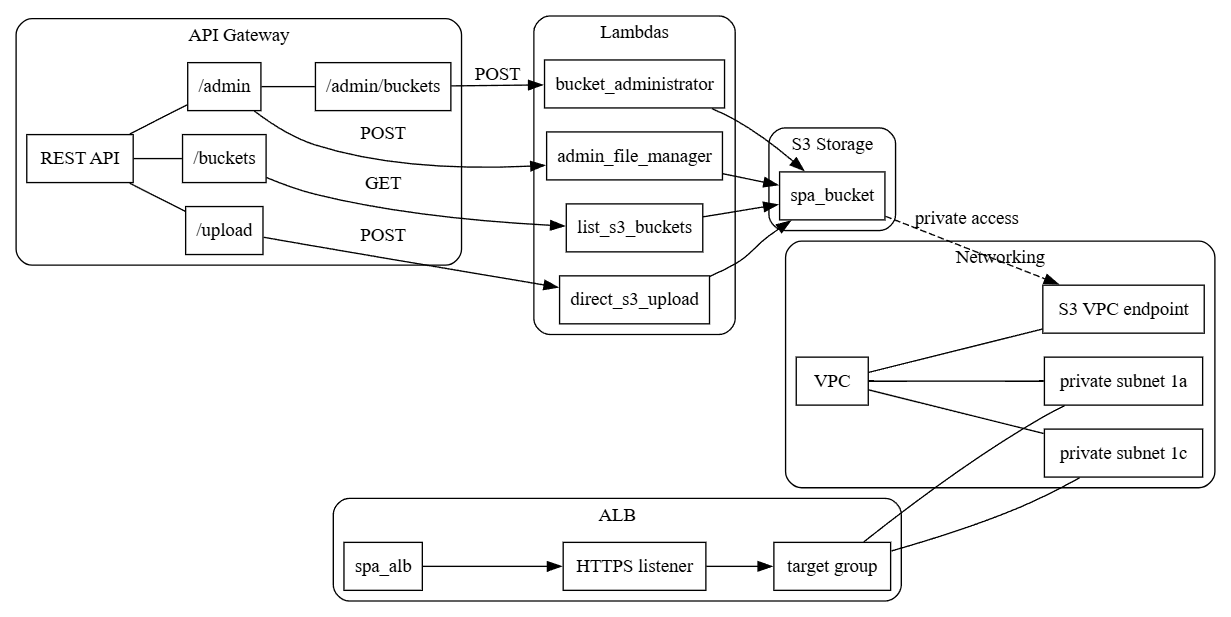 API Gateway
REST API
/admin
/admin/buckets
/buckets
/upload
POST
POST
GET
POST
Lambdas
bucket_administrator
admin_file_manager
list_s3_buckets
direct_s3_upload
S3 Storage
spa_bucket
private access
Networking
S3 VPC endpoint
VPC
private subnet 1a
private subnet 1c
ALB
spa_alb
HTTPS listener
target group